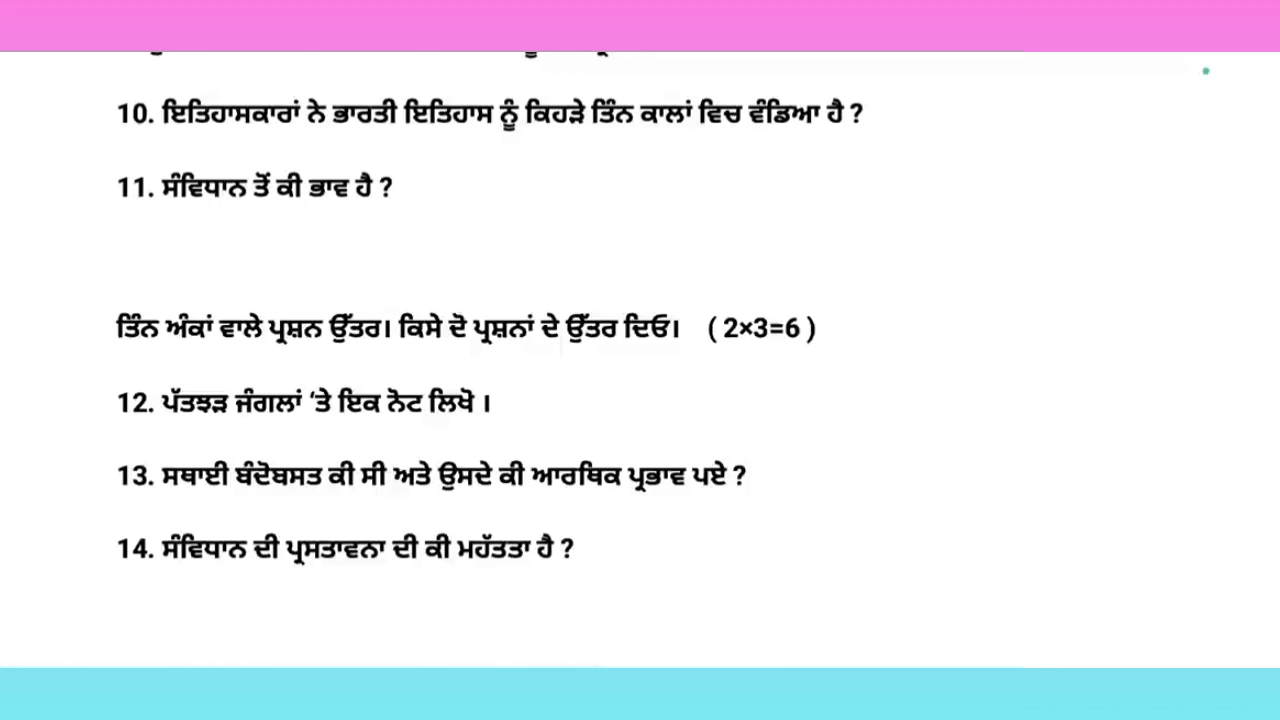 10. ਇਤਿਹਾਸਕਾਰਾਂ ਨੇ ਭਾਰਤੀ ਇਤਿਹਾਸ ਨੂੰ ਕਿਹੜੇ ਤਿੰਨ ਕਾਲਾਂ ਵਿਚ ਵੰਡਿਆ ਹੈ ?
11. ਸੰਵਿਧਾਨ ਤੋਂ ਕੀ ਭਾਵ ਹੈ ?
ਤਿੰਨ ਅੰਕਾਂ ਵਾਲੇ ਪ੍ਰਸ਼ਨ ਉੱਤਰ। ਕਿਸੇ ਦੋ ਪ੍ਰਸ਼ਨਾਂ ਦੇ ਉੱਤਰ ਦਿਓ। ( 2×3=6 )
12. ਪੱਤਝੜ ਜੰਗਲਾਂ ‘ਤੇ ਇਕ ਨੋਟ ਲਿਖੋ ।
13. ਸਥਾਈ ਬੰਦੋਬਸਤ ਕੀ ਸੀ ਅਤੇ ਉਸਦੇ ਕੀ ਆਰਥਿਕ ਪ੍ਰਭਾਵ ਪਏ ?
14. ਸੰਵਿਧਾਨ ਦੀ ਪ੍ਰਸਤਾਵਨਾ ਦੀ ਕੀ ਮਹੱਤਤਾ ਹੈ ?